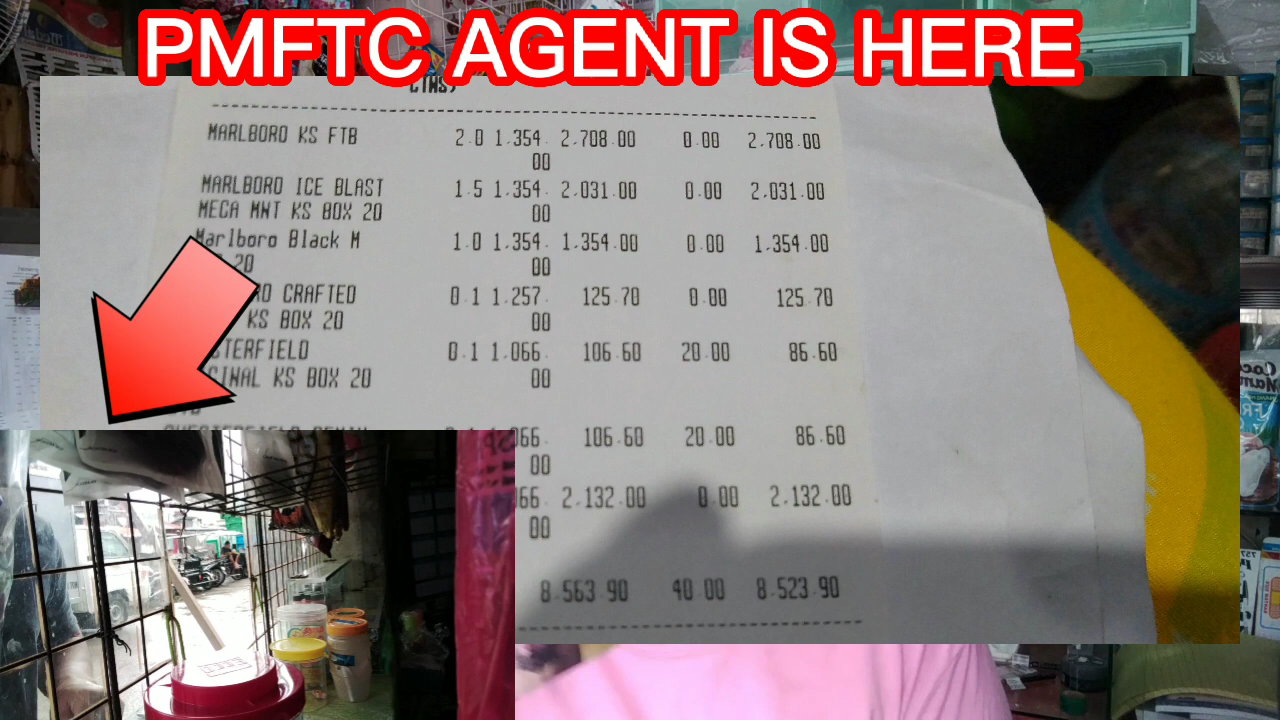 PMFTC AGENT IS HERE
CTNS)
MARLBORO KS FTB 2.0 1,354. 2,708.00 0.00 2,708.00
00
MARLBORO ICE BLAST 1.5 1,354. 2,031.00 0.00 2,031.00
MEGA MNT KS BOX 20 00
Marlboro Black M 1.0 1,354. 1,354.00 0.00 1,354.00
20 00
RO CRAFTED 0.1 1,257. 125.70 0.00 125.70
KS BOX 20 00
STERFIELD 0.1 1,066. 106.60 20.00 86.60
GINAL KS BOX 20 00
066. 106.60 20.00 86.60
00
066. 2,132.00 0.00 2,132.00
00
8,563.90 40.00 8,523.90